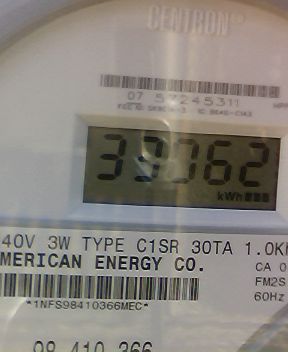 CENTRON®
07 57245311
39062
kWh
40V 3W TYPE C1SR 30TA 1.0K
MERICAN ENERGY CO.
CA 0
FM2S
60Hz
*1NFS98410366MEC*
98 410 366